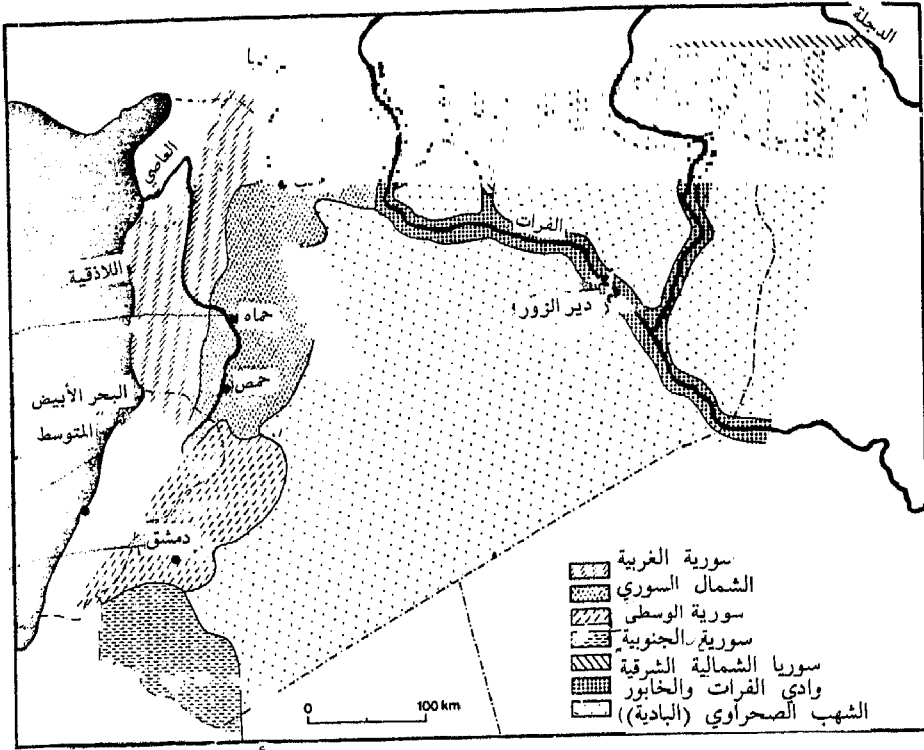 الدجلة
العاصي
الفرات
اللاذقية
دير الزور
حماه
حمص
البحر الأبيض
المتوسط
دمشق
سورية الغربية
الشمال السوري
سورية الوسطى
سورية الجنوبية
سوريا الشمالية الشرقية
وادي الفرات والخابور
الشهب الصحراوي (البادية))
0 100 km